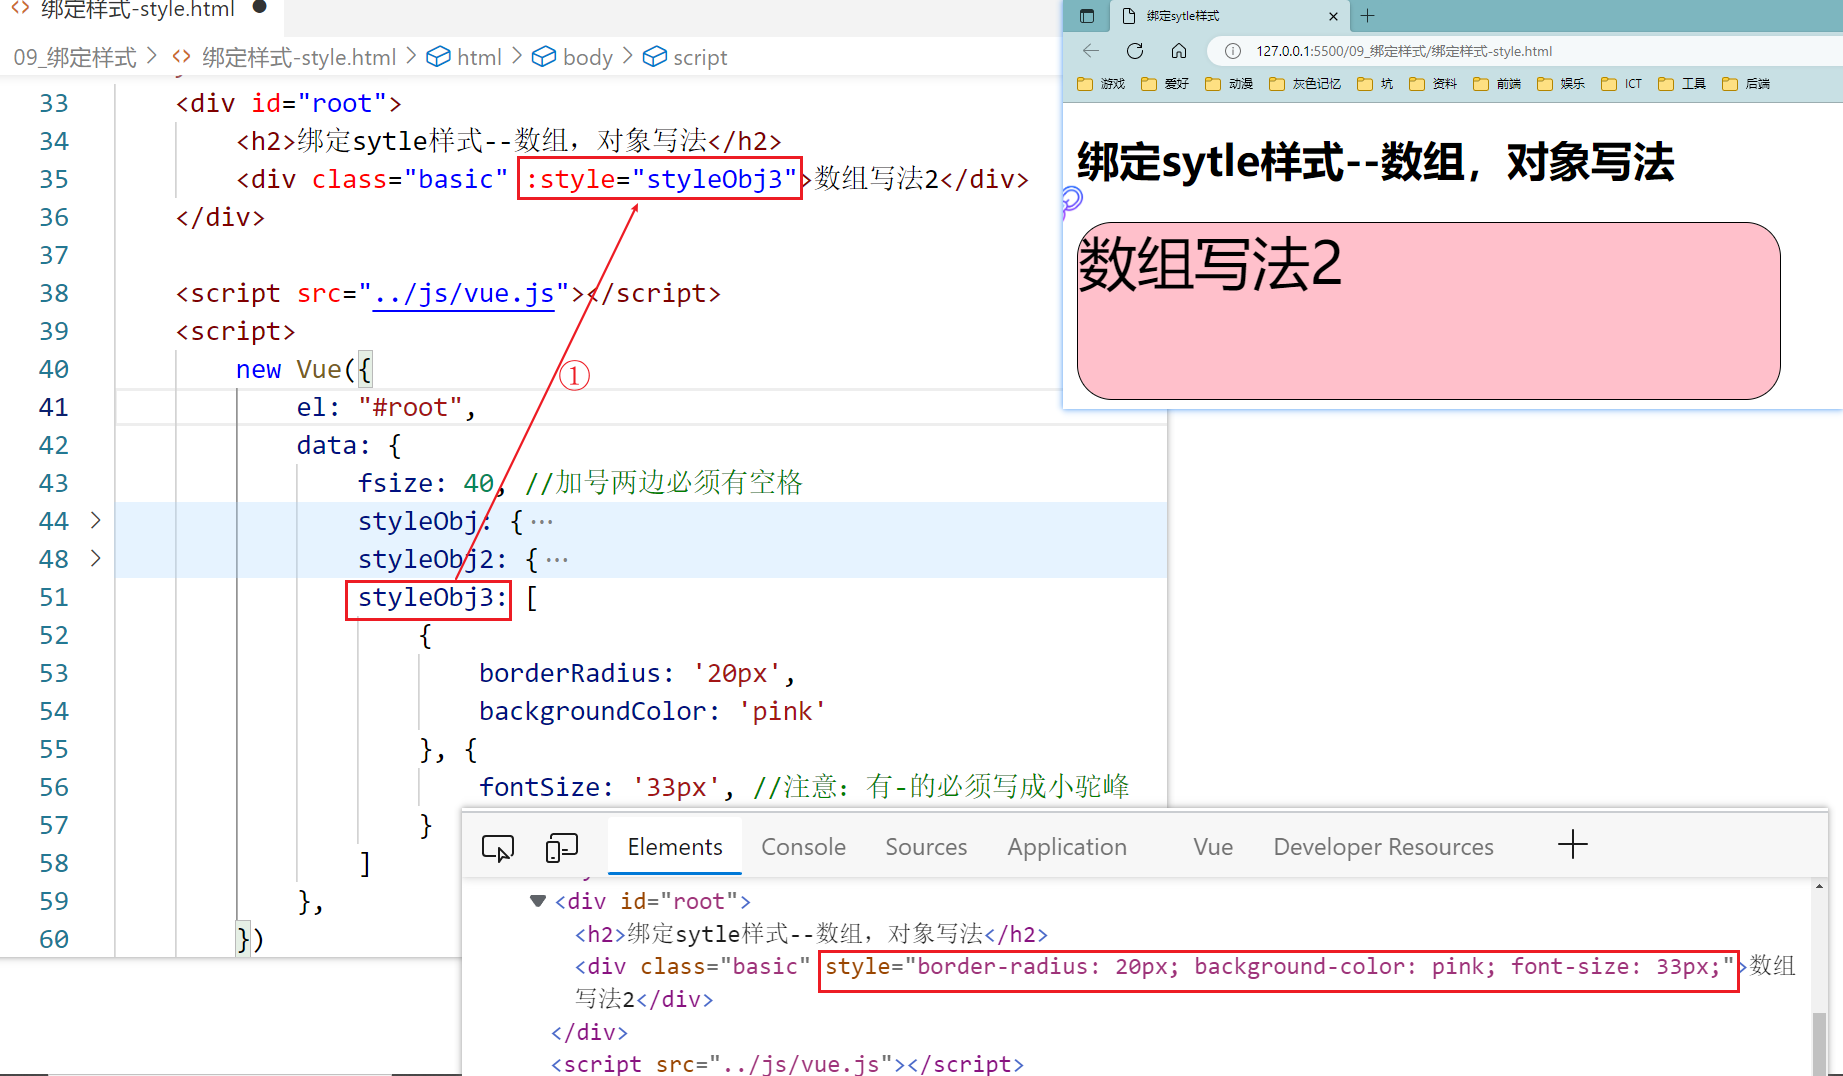 绑定样式-style.html
09_绑定样式 > 绑定样式-style.html > html > body > script
33 <div id="root">
34 <h2>绑定sytle样式--数组，对象写法</h2>
35 <div class="basic" :style="styleObj3">数组写法2</div>
36 </div>
37
38 <script src="../js/vue.js"></script>
39 <script>
40 new Vue({
①
41 el: "#root",
42 data: {
43 fsize: 40, //加号两边必须有空格
44 styleObj: {…
48 styleObj2: {…
51 styleObj3: [
52 {
53 borderRadius: '20px',
54 backgroundColor: 'pink'
55 }, {
56 fontSize: '33px', //注意：有-的必须写成小驼峰
57 }
58 ]
59 },
60 })
绑定sytle样式
127.0.0.1:5500/09_绑定样式/绑定样式-style.html
游戏 爱好 动漫 灰色记忆 坑 资料 前端 娱乐 ICT 工具 后端
绑定sytle样式--数组，对象写法
数组写法2
Elements Console Sources Application Vue Developer Resources
<div id="root">
<h2>绑定sytle样式--数组，对象写法</h2>
<div class="basic" style="border-radius: 20px; background-color: pink; font-size: 33px;">数组
写法2</div>
</div>
<script src="../js/vue.js"></script>